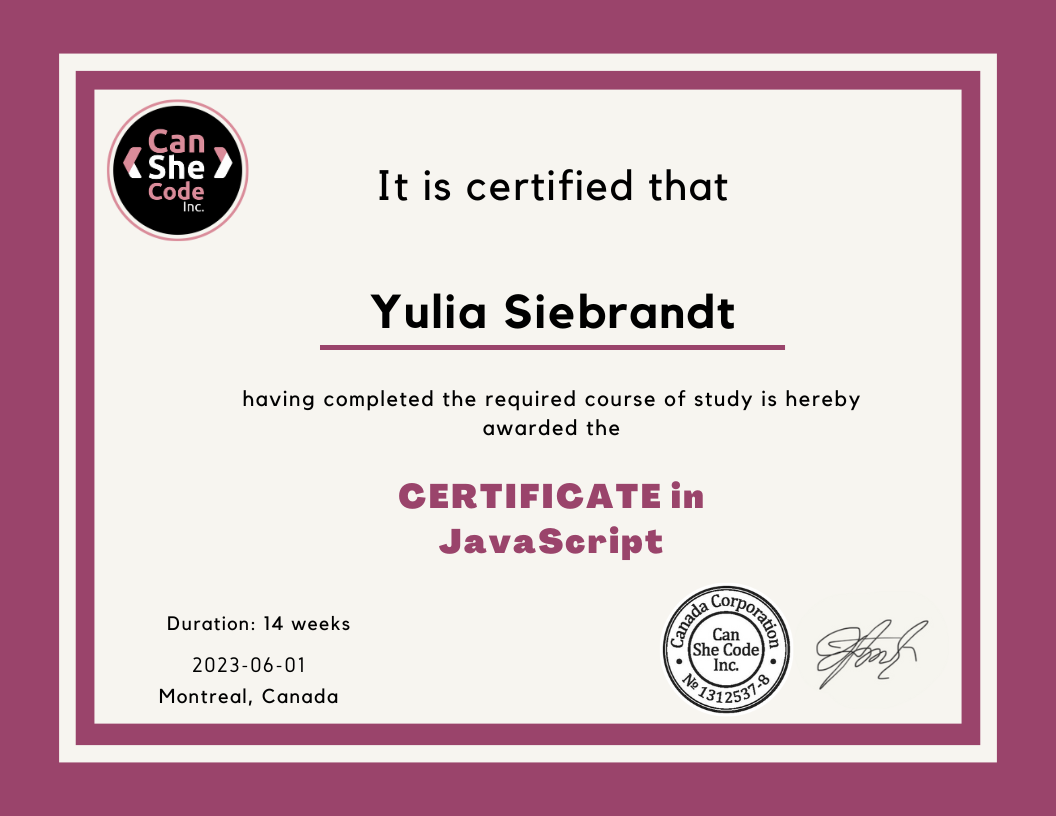 Can
She
Code
Inc.
It is certified that
Yulia Siebrandt
having completed the required course of study is hereby
awarded the
CERTIFICATE in
JavaScript
Duration: 14 weeks
2023-06-01
Montreal, Canada
Canada Corporation
Can
She Code
Inc.
№ 1312537-8